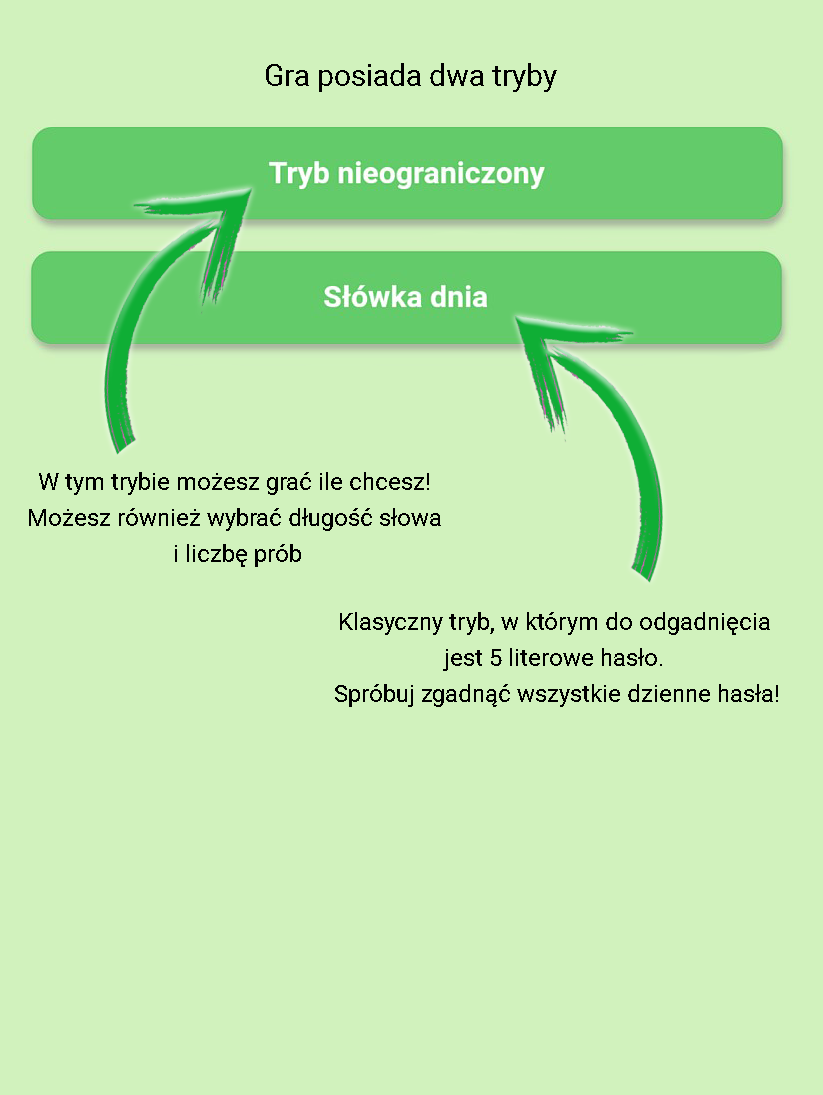 Gra posiada dwa tryby
Tryb nieograniczony
Słówka dnia
W tym trybie możesz grać ile chcesz!
Możesz również wybrać długość słowa
i liczbę prób
Klasyczny tryb, w którym do odgadnięcia
jest 5 literowe hasło.
Spróbuj zgadnąć wszystkie dzienne hasła!